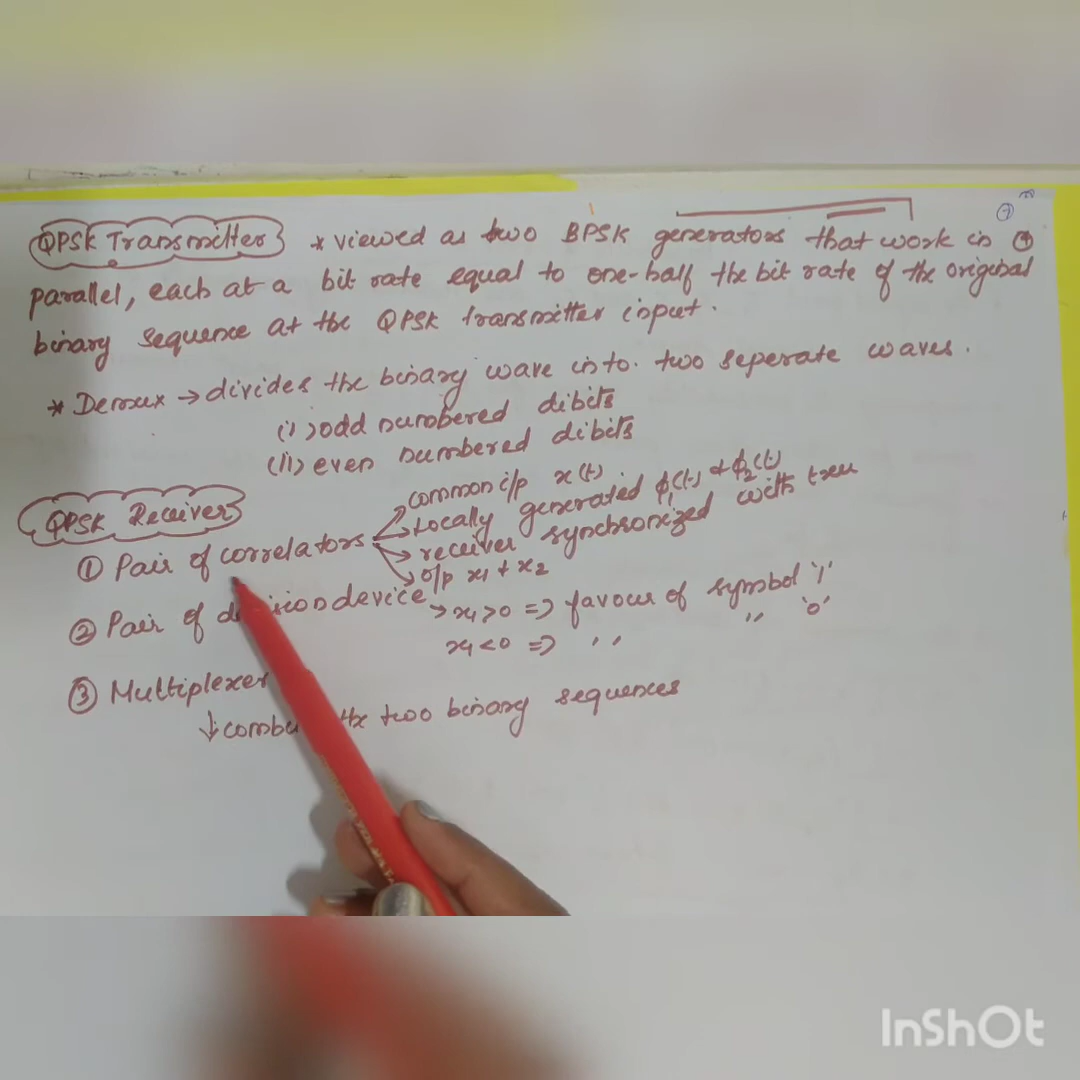 QPSK Transmitter * viewed as two BPSK generators that work in
parallel, each at a bit rate equal to one-half the bit rate of the original
binary sequence at the QPSK transmitter input.
* Demux → divides the binary wave into two seperate waves.
(i) odd numbered dibits
(ii) even numbered dibits
QPSK Receiver
common i/p x(t)
locally generated ϕ1(t) & ϕ2(t)
① Pair of correlators → receiver synchronized with
o/p x1 + x2
② Pair of device → x1>0 ⇒ favour of symbol '1'
x1<0 ⇒ ,, ,, '0'
③ Multiplexer
↓ the two binary sequences
InShOt